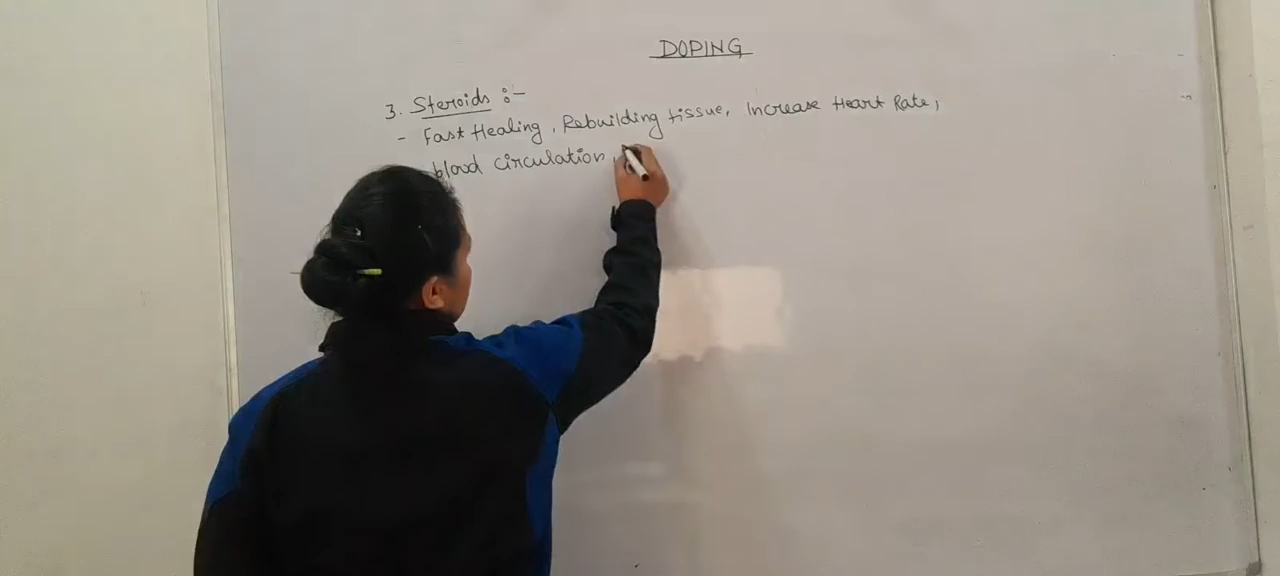 DOPING
3. Steroids :-
- Fast Healing, Rebuilding tissue, Increase Heart Rate,
blood circulation,